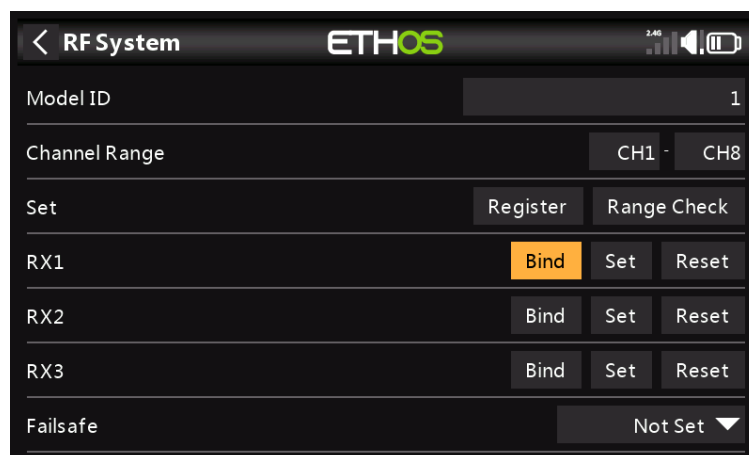 RF System ETHOS 2.4G
Model ID 1
Channel Range CH1 - CH8
Set Register Range Check
RX1 Bind Set Reset
RX2 Bind Set Reset
RX3 Bind Set Reset
Failsafe Not Set